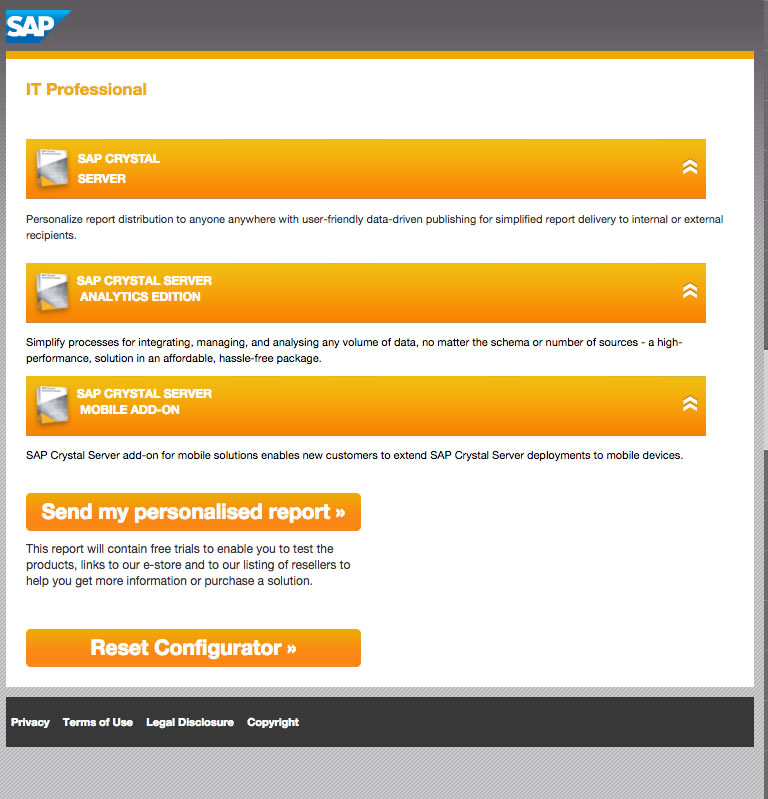 SAP
IT Professional
SAP CRYSTAL
SERVER
Personalize report distribution to anyone anywhere with user-friendly data-driven publishing for simplified report delivery to internal or external
recipients.
SAP CRYSTAL SERVER
ANALYTICS EDITION
Simplify processes for integrating, managing, and analysing any volume of data, no matter the schema or number of sources - a high-
performance, solution in an affordable, hassle-free package.
SAP CRYSTAL SERVER
MOBILE ADD-ON
SAP Crystal Server add-on for mobile solutions enables new customers to extend SAP Crystal Server deployments to mobile devices.
Send my personalised report »
This report will contain free trials to enable you to test the
products, links to our e-store and to our listing of resellers to
help you get more information or purchase a solution.
Reset Configurator »
Privacy Terms of Use Legal Disclosure Copyright